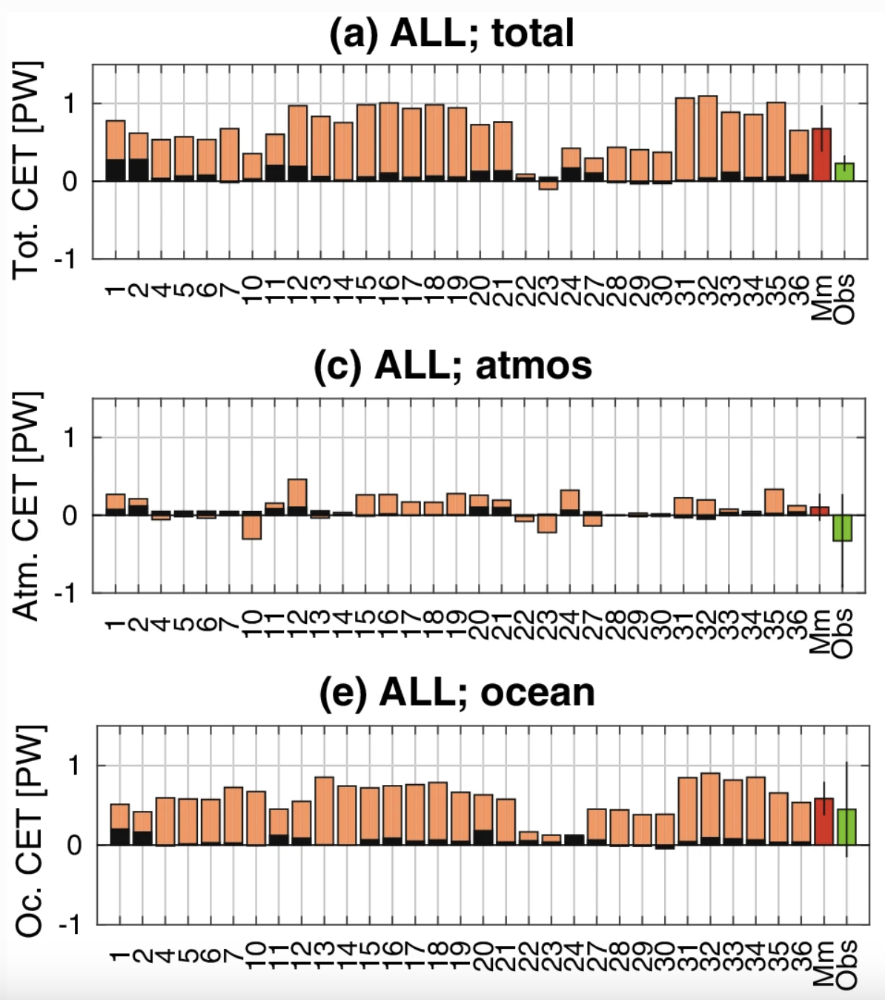 (a) ALL; total
Tot. CET [PW]
1
0
-1
1 2 4 5 6 7 10 11 12 13 14 15 16 17 18 19 20 21 22 23 24 27 28 29 30 31 32 33 34 35 36 Mm Obs
(c) ALL; atmos
Atm. CET [PW]
1
0
-1
1 2 4 5 6 7 10 11 12 13 14 15 16 17 18 19 20 21 22 23 24 27 28 29 30 31 32 33 34 35 36 Mm Obs
(e) ALL; ocean
Oc. CET [PW]
1
0
-1
1 2 4 5 6 7 10 11 12 13 14 15 16 17 18 19 20 21 22 23 24 27 28 29 30 31 32 33 34 35 36 Mm Obs